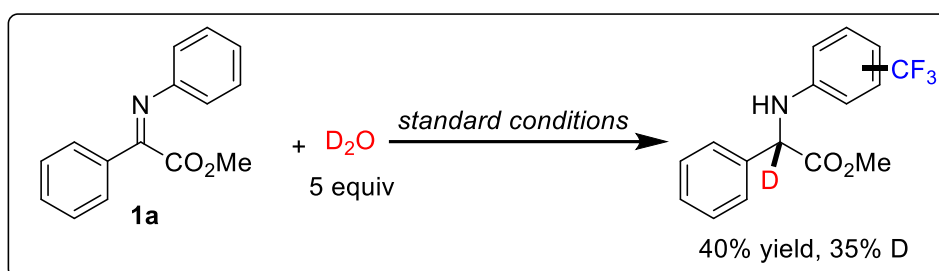 N
CO₂Me
1a
+ D₂O
5 equiv
standard conditions
CF₃
HN
CO₂Me
D
40% yield, 35% D